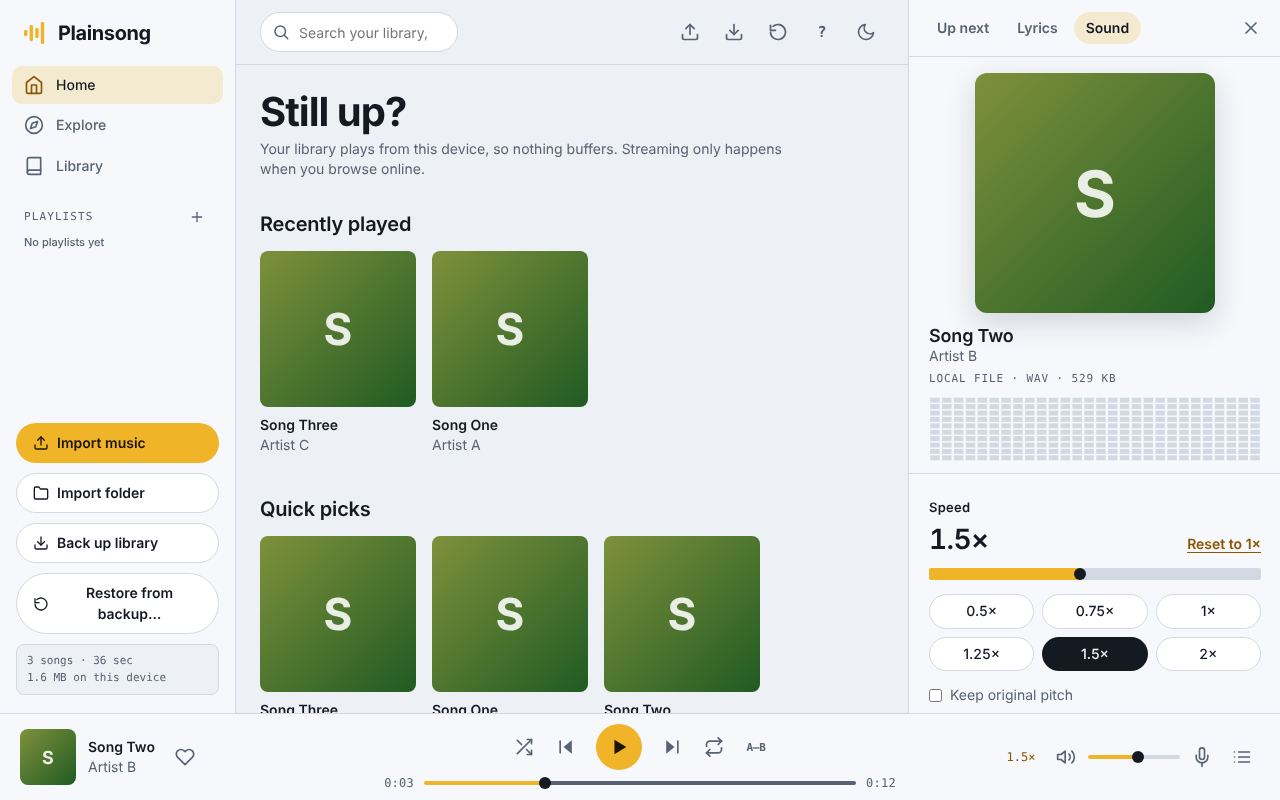 Plainsong
Home
Explore
Library
PLAYLISTS
No playlists yet
Import music
Import folder
Back up library
Restore from
backup…
3 songs · 36 sec
1.6 MB on this device
Search your library,
?
Still up?
Your library plays from this device, so nothing buffers. Streaming only happens
when you browse online.
Recently played
S
S
Song Three
Song One
Artist C
Artist A
Quick picks
S
S
S
Song Three
Song One
Song Two
Up next
Lyrics
Sound
S
Song Two
Artist B
LOCAL FILE · WAV · 529 KB
Speed
1.5×
Reset to 1×
0.5×
0.75×
1×
1.25×
1.5×
2×
Keep original pitch
S
Song Two
Artist B
A–B
0:03
0:12
1.5×